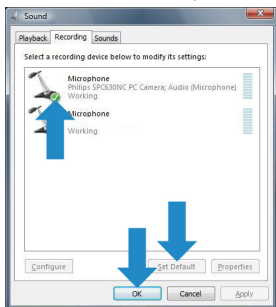 Sound
Playback Recording Sounds
Select a recording device below to modify its settings:
Microphone
Philips SPC630NC PC Camera; Audio (Microphone)
Working
Microphone
Working
Configure Set Default Properties
OK Cancel Apply